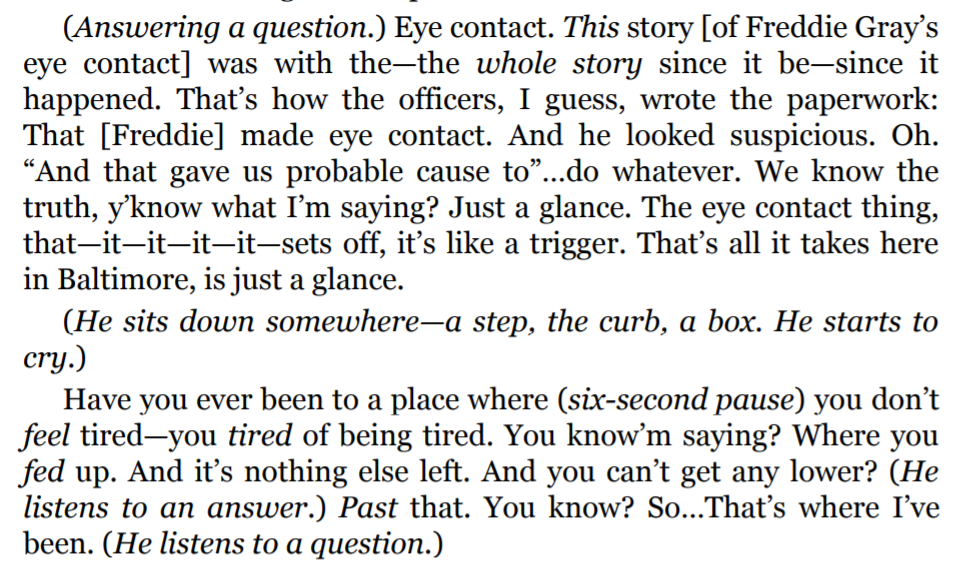 (Answering a question.) Eye contact. This story [of Freddie Gray’s
eye contact] was with the—the whole story since it be—since it
happened. That’s how the officers, I guess, wrote the paperwork:
That [Freddie] made eye contact. And he looked suspicious. Oh.
“And that gave us probable cause to”...do whatever. We know the
truth, y’know what I’m saying? Just a glance. The eye contact thing,
that—it—it—it—it—sets off, it’s like a trigger. That’s all it takes here
in Baltimore, is just a glance.
(He sits down somewhere—a step, the curb, a box. He starts to
cry.)
Have you ever been to a place where (six-second pause) you don’t
feel tired—you tired of being tired. You know’m saying? Where you
fed up. And it’s nothing else left. And you can’t get any lower? (He
listens to an answer.) Past that. You know? So...That’s where I’ve
been. (He listens to a question.)